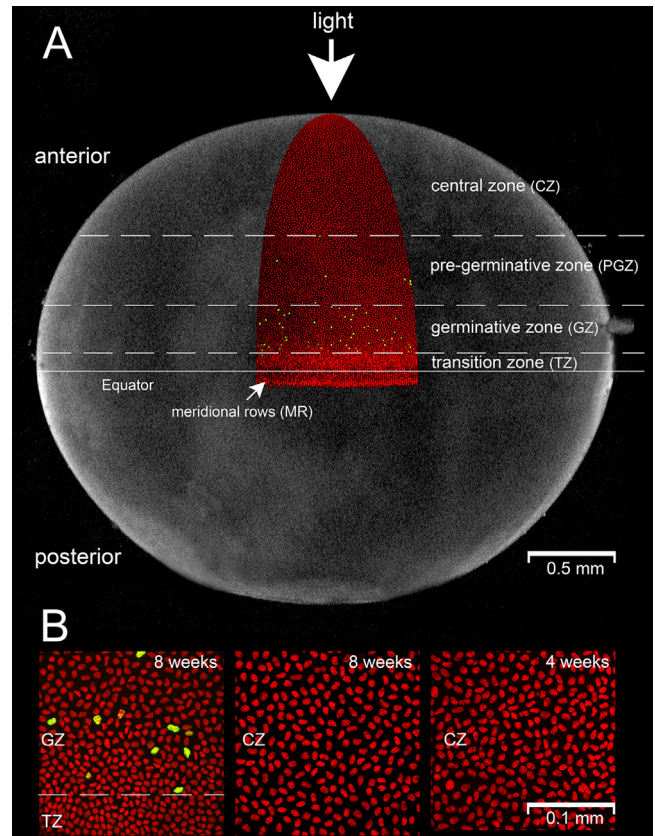 A
light
anterior
central zone (CZ)
pre-germinative zone (PGZ)
germinative zone (GZ)
transition zone (TZ)
Equator
meridional rows (MR)
posterior
0.5 mm
B
8 weeks
8 weeks
4 weeks
GZ
CZ
CZ
TZ
0.1 mm